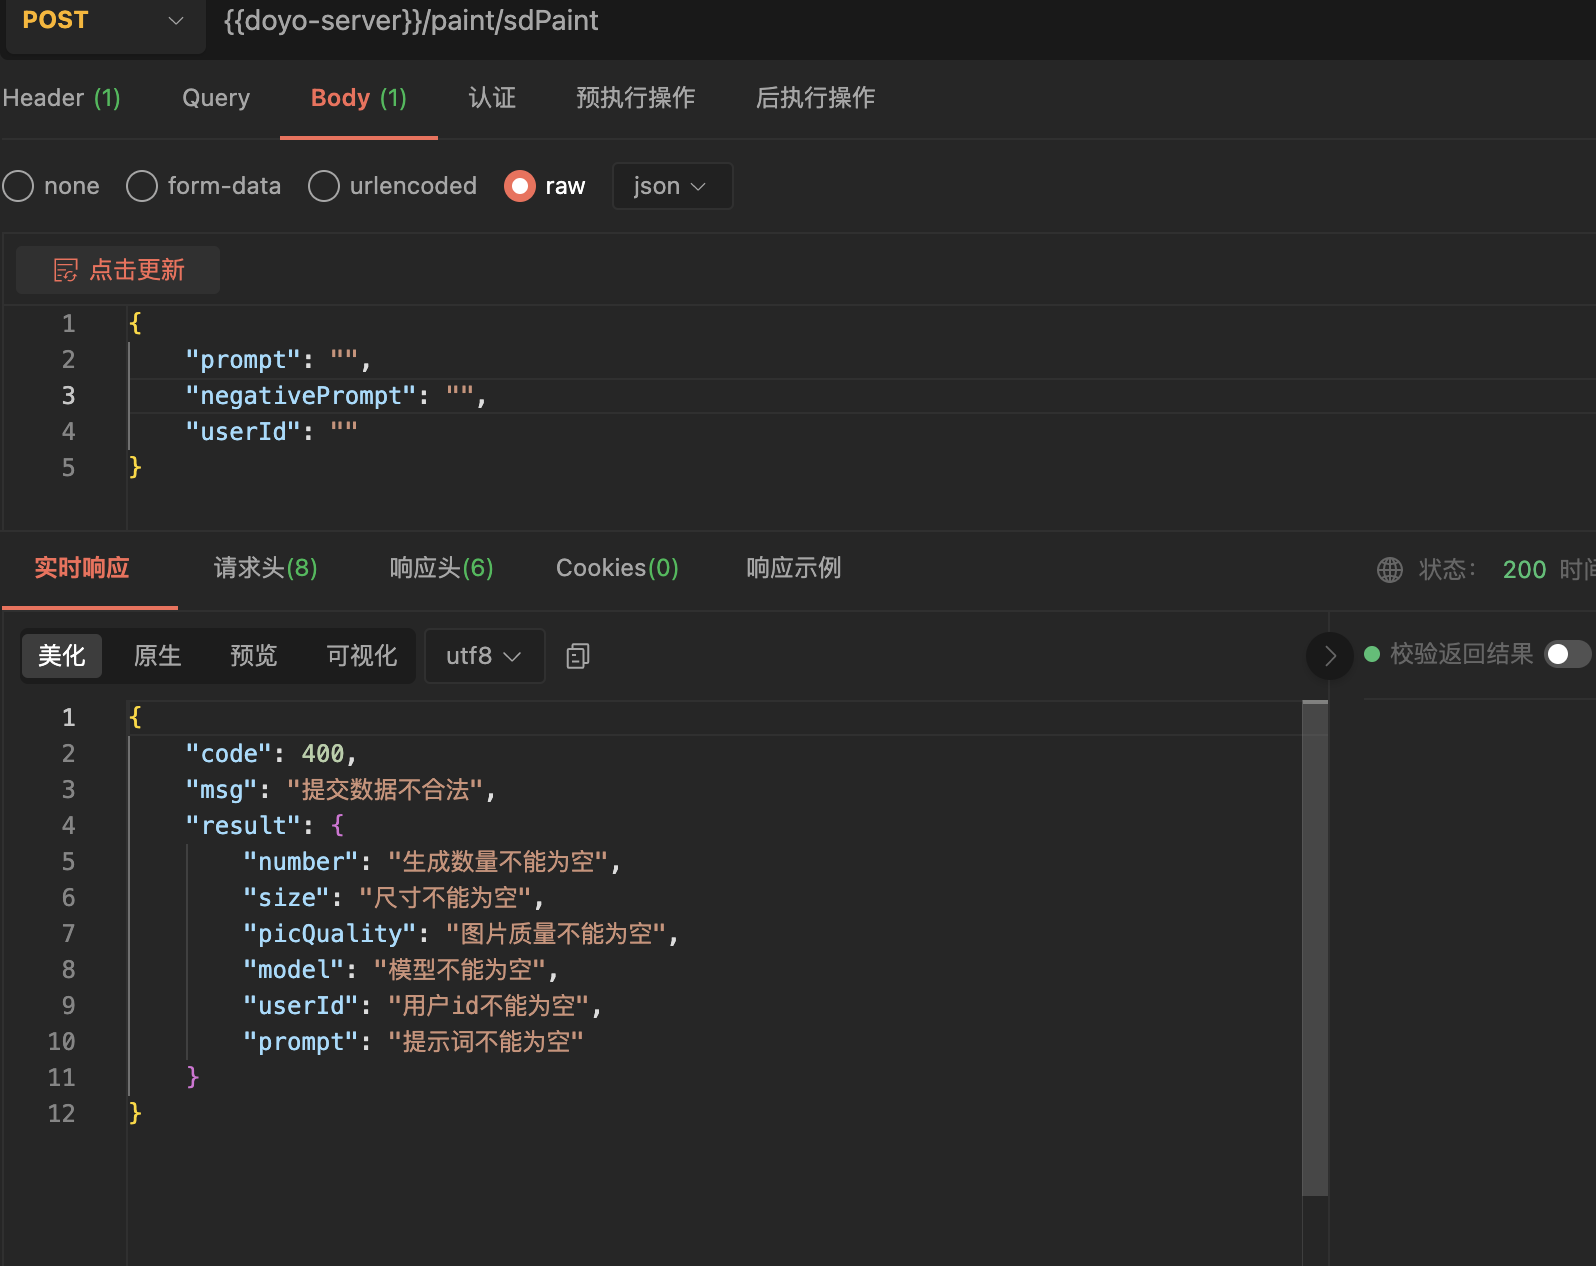 POST {{doyo-server}}/paint/sdPaint
Header (1) Query Body (1) 认证 预执行操作 后执行操作
none form-data urlencoded raw json
点击更新
1 {
2 "prompt": "",
3 "negativePrompt": "",
4 "userId": ""
5 }
实时响应 请求头(8) 响应头(6) Cookies(0) 响应示例 状态： 200 时
美化 原生 预览 可视化 utf8 校验返回结果
1 {
2 "code": 400,
3 "msg": "提交数据不合法",
4 "result": {
5 "number": "生成数量不能为空",
6 "size": "尺寸不能为空",
7 "picQuality": "图片质量不能为空",
8 "model": "模型不能为空",
9 "userId": "用户id不能为空",
10 "prompt": "提示词不能为空"
11 }
12 }